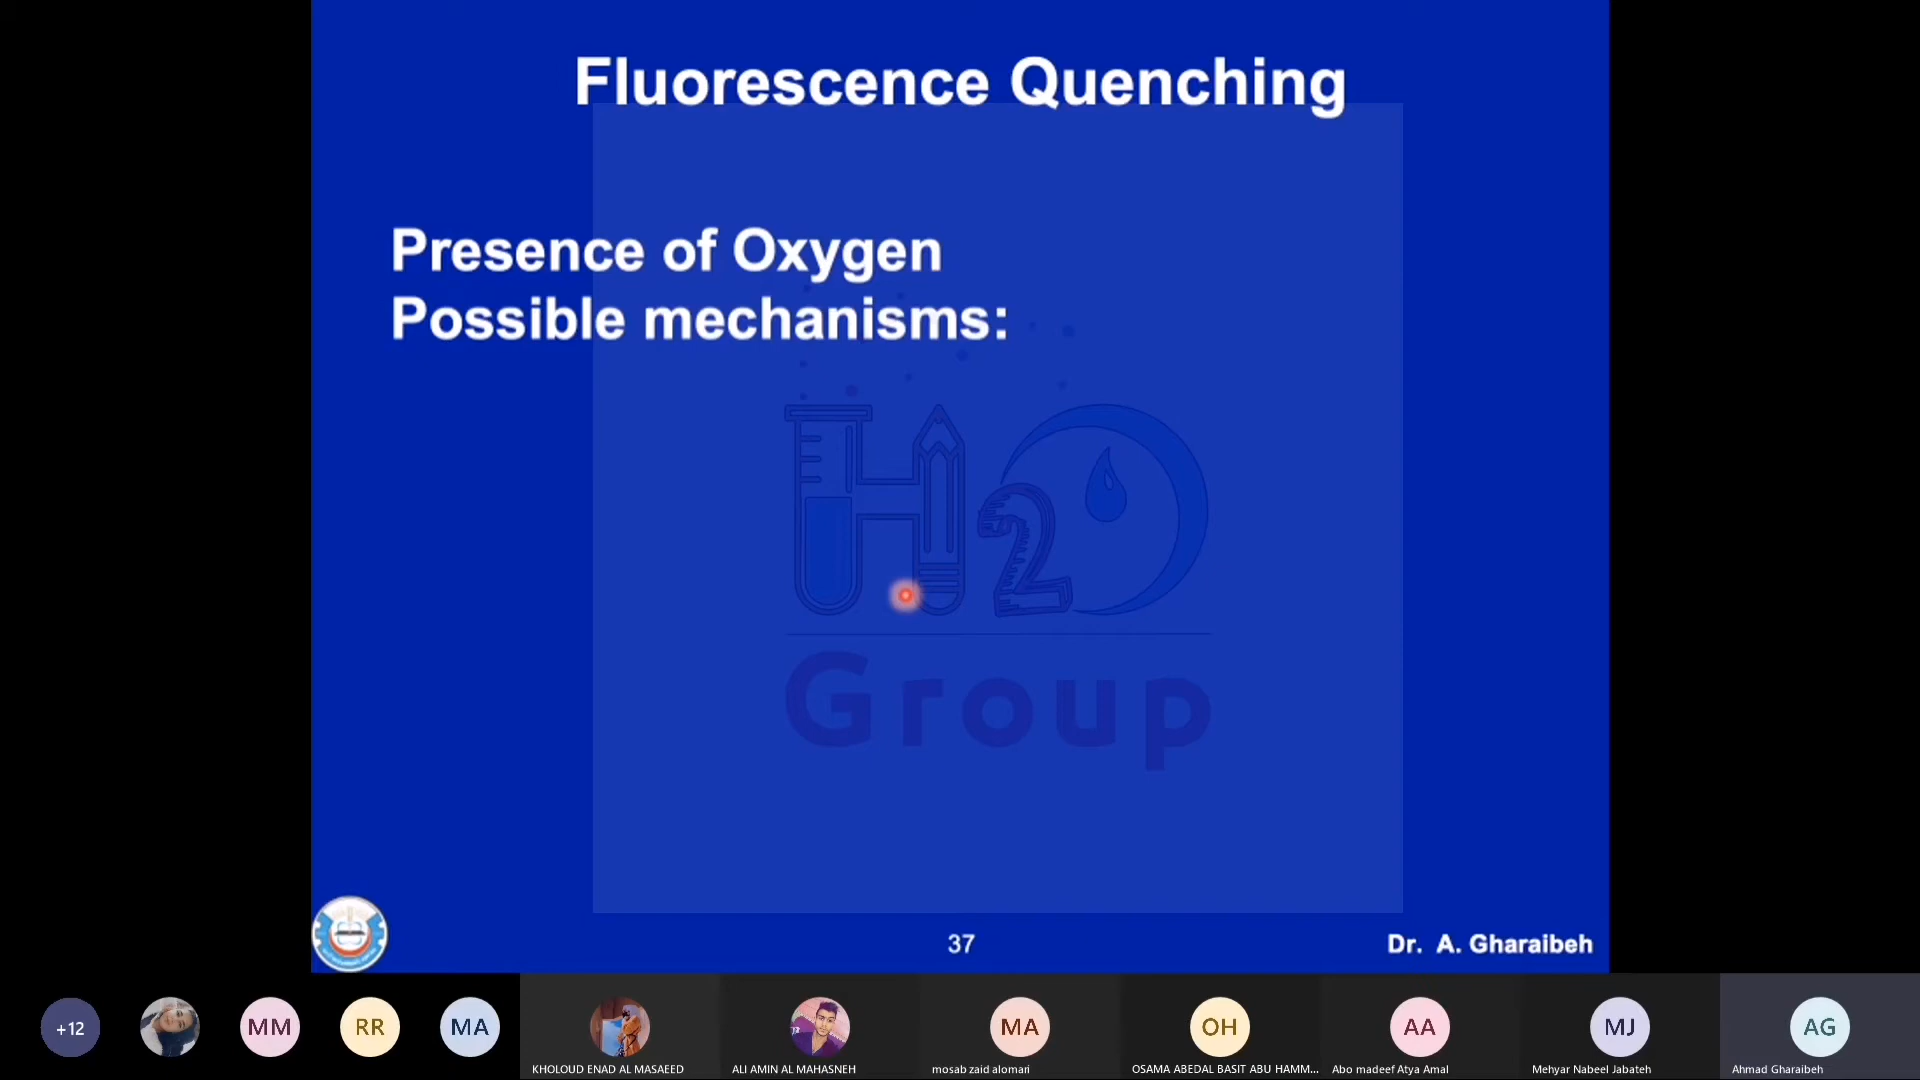 Fluorescence Quenching
Presence of Oxygen
Possible mechanisms:
H2O
Group
37
Dr. A. Gharaibeh
+12
MM
RR
MA
MA
OH
AA
MJ
AG
KHOLOUD ENAD AL MASAEED
ALI AMIN AL MAHASNEH
mosab zaid alomari
OSAMA ABEDAL BASIT ABU HAMM...
Abo madeef Atya Amal
Mehyar Nabeel Jabateh
Ahmad Gharaibeh